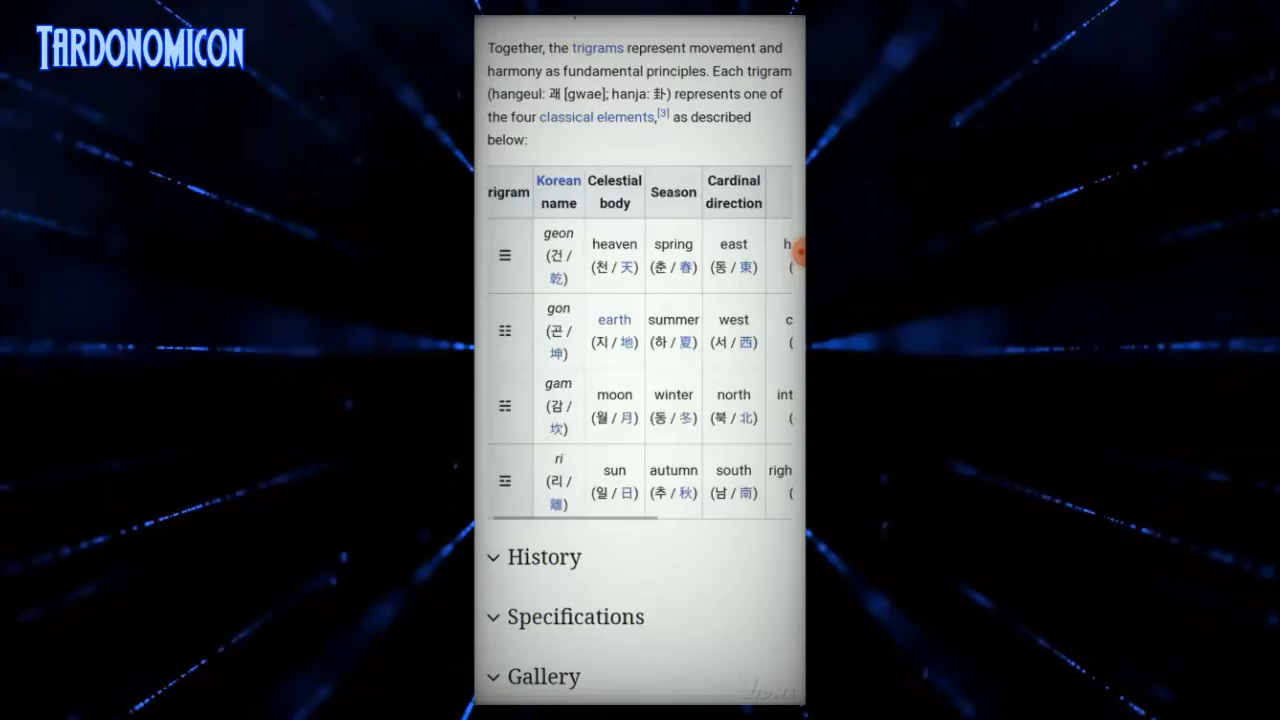 TARDONOMICON
Together, the trigrams represent movement and
harmony as fundamental principles. Each trigram
(hangeul: 괘 [gwae]; hanja: 卦) represents one of
the four classical elements,[3] as described
below:
rigram Korean name Celestial body Season Cardinal direction
☰ geon (건 / 乾) heaven (천 / 天) spring (춘 / 春) east (동 / 東) h (
☷ gon (곤 / 坤) earth (지 / 地) summer (하 / 夏) west (서 / 西) c (
☵ gam (감 / 坎) moon (월 / 月) winter (동 / 冬) north (북 / 北) int (
☲ ri (리 / 離) sun (일 / 日) autumn (추 / 秋) south (남 / 南) righ (
History
Specifications
Gallery